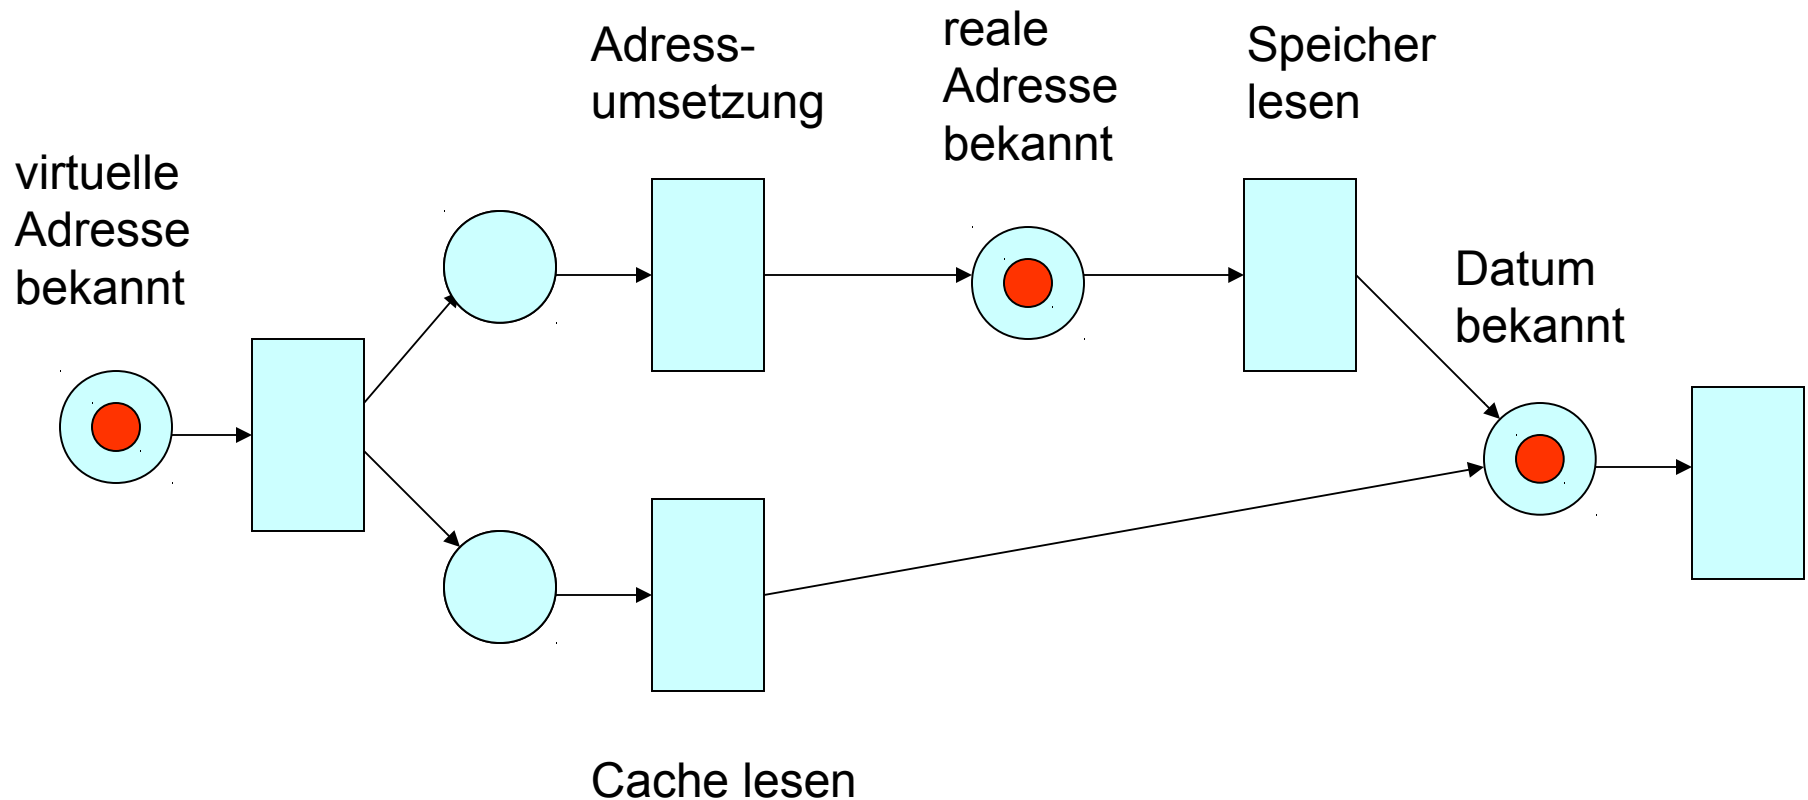 virtuelle
Adresse
bekannt
Adress-
umsetzung
reale
Adresse
bekannt
Speicher
lesen
Datum
bekannt
Cache lesen